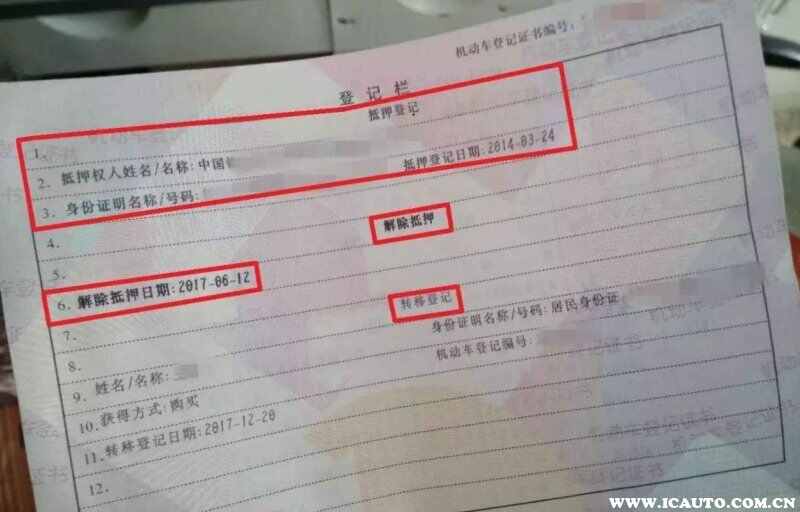 机动车登记证书编号:
登记栏
1.
抵押登记
2. 抵押权人姓名/名称:中国
3. 身份证明名称/号码:
抵押登记日期:2014-03-24
4.
解除抵押
5.
6. 解除抵押日期:2017-06-12
7.
转移登记
8.
身份证明名称/号码:居民身份证
9. 姓名/名称:
机动车登记编号:
10.获得方式:购买
11.转移登记日期:2017-12-20
12.
WWW.ICAUTO.COM.CN